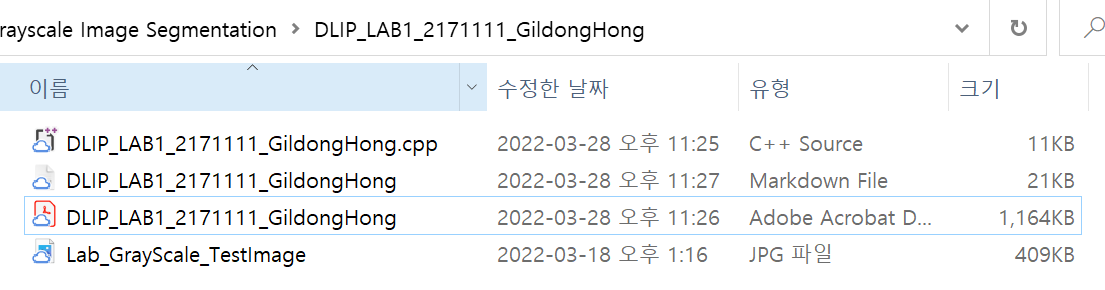 rayscale Image Segmentation > DLIP_LAB1_2171111_GildongHong
이름 수정한 날짜 유형 크기
DLIP_LAB1_2171111_GildongHong.cpp 2022-03-28 오후 11:25 C++ Source 11KB
DLIP_LAB1_2171111_GildongHong 2022-03-28 오후 11:27 Markdown File 21KB
DLIP_LAB1_2171111_GildongHong 2022-03-28 오후 11:26 Adobe Acrobat D... 1,164KB
Lab_GrayScale_TestImage 2022-03-18 오후 1:16 JPG 파일 409KB